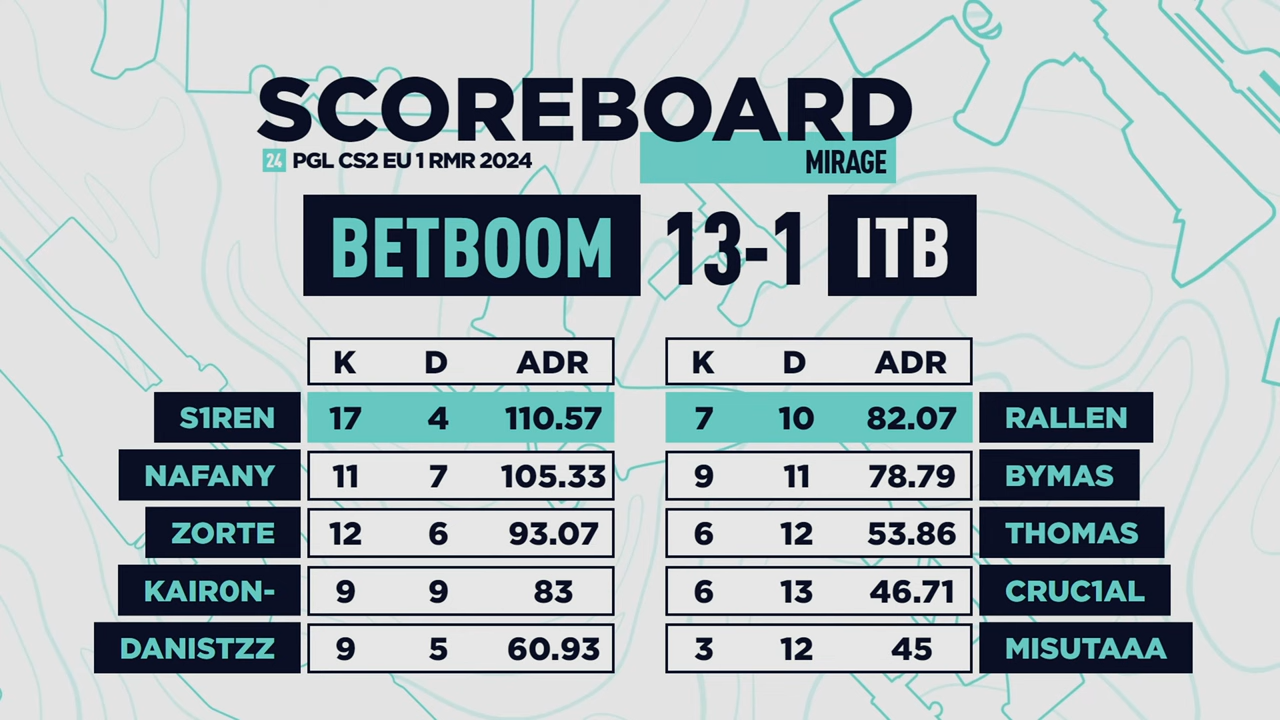 SCOREBOARD
24 PGL CS2 EU 1 RMR 2024 MIRAGE
BETBOOM 13-1 ITB
K D ADR K D ADR
S1REN 17 4 110.57 7 10 82.07 RALLEN
NAFANY 11 7 105.33 9 11 78.79 BYMAS
ZORTE 12 6 93.07 6 12 53.86 THOMAS
KAIR0N- 9 9 83 6 13 46.71 CRUC1AL
DANISTZZ 9 5 60.93 3 12 45 MISUTAAA